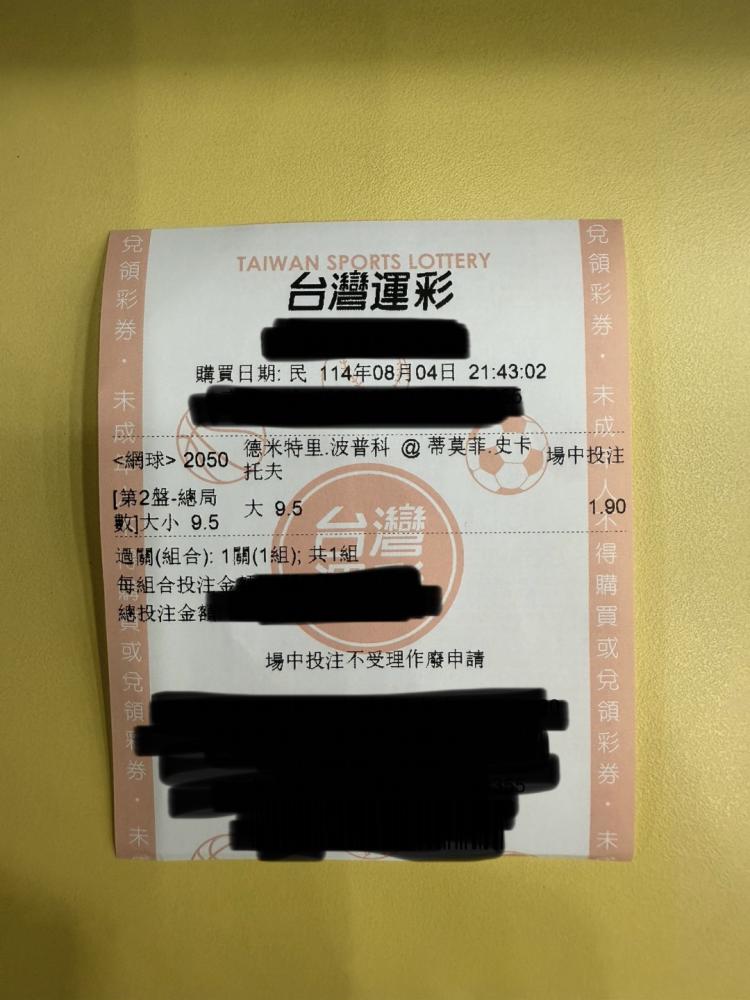 TAIWAN SPORTS LOTTERY
台灣運彩
購買日期: 民 114年08月04日 21:43:02
<網球> 2050 德米特里.波普科 @ 蒂莫菲.史卡托夫 場中投注
[第2盤-總局數]大小 9.5 大 9.5 1.90
過關(組合): 1關(1組); 共1組
每組合投注金
總投注金額
場中投注不受理作廢申請
台灣
兌領彩券．未成
券．未
兌領彩券．未成
人不得購買或兌領彩券．未